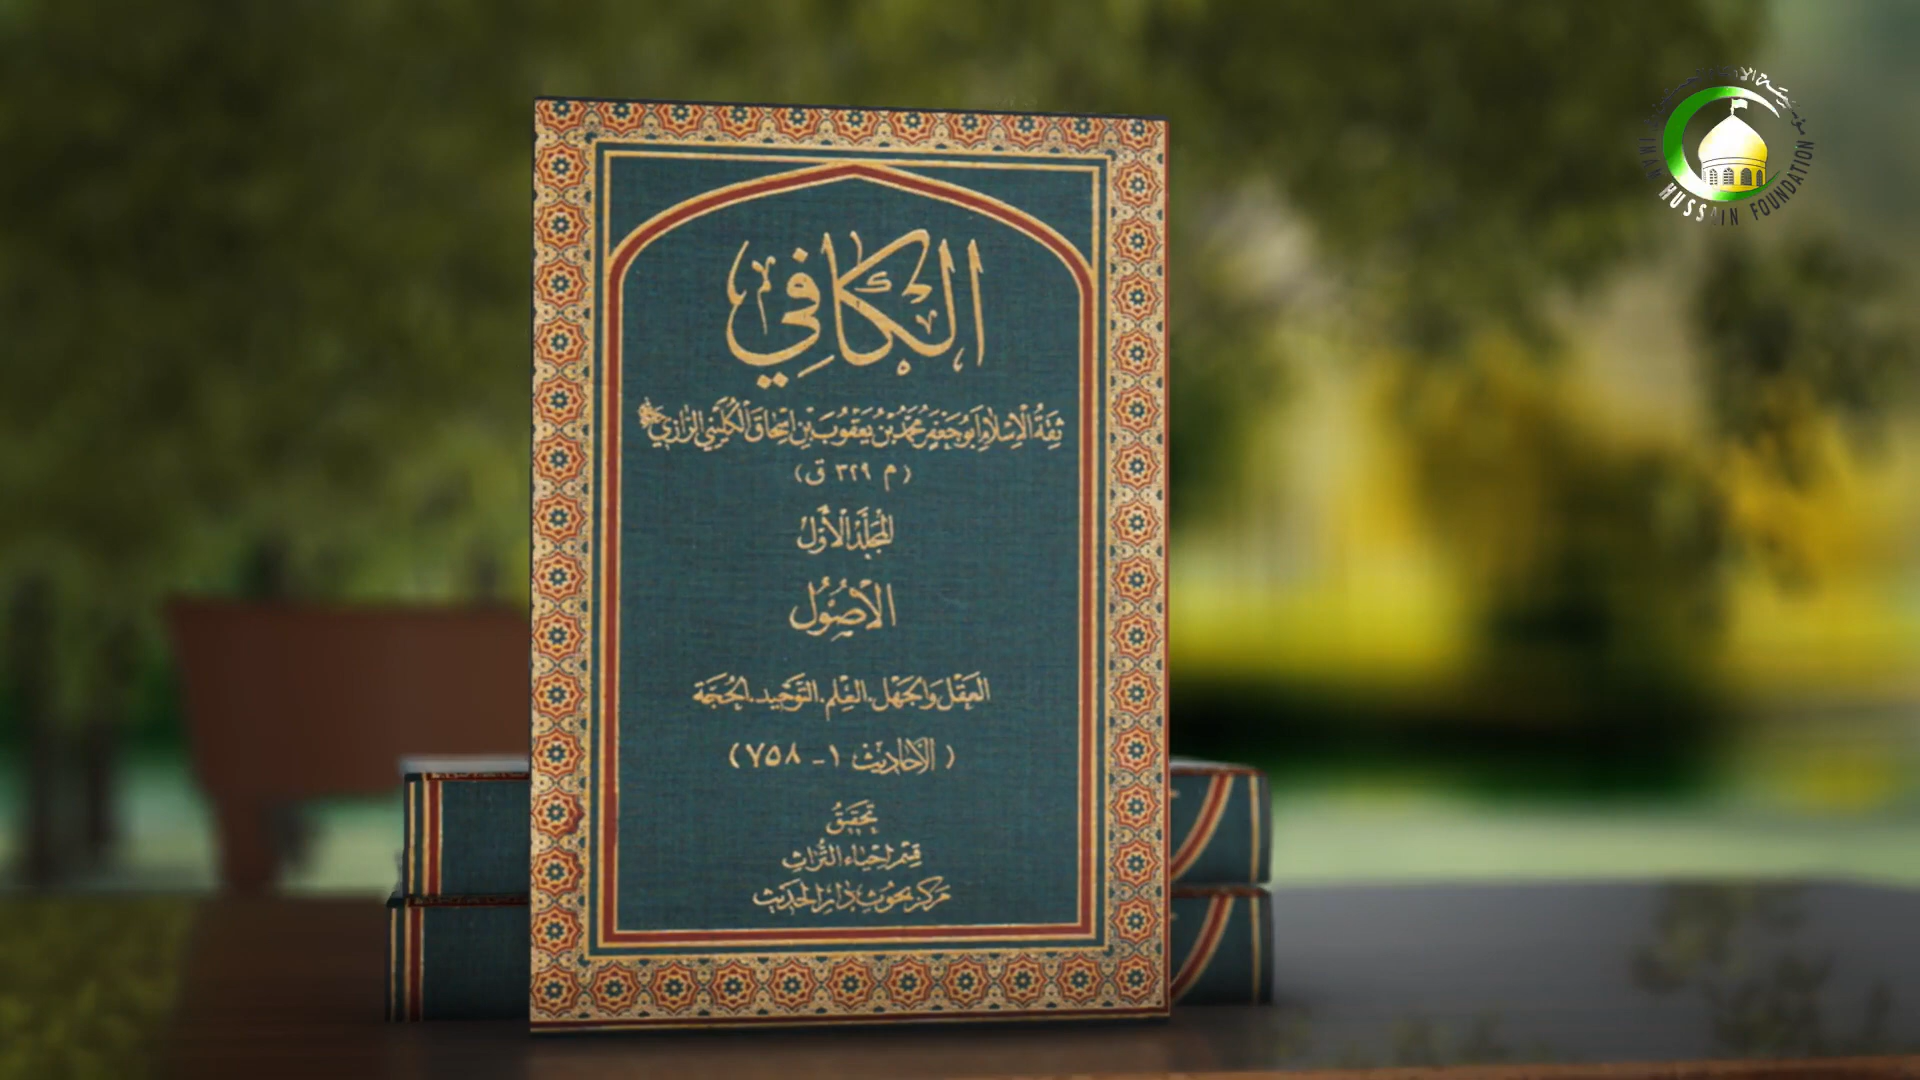 الكافي
ثقة الإسلام أبو جعفر محمد بن يعقوب بن إسحاق الكليني الرازي
(م ٣٢٩ ق)
المجلد الأول
الأصول
العقل والجهل، العلم، التوحيد، الحجة
(الأحاديث ١ - ٧٥٨)
تحقيق
قسم إحياء التراث
مركز بحوث دار الحديث
IMAM HUSSAIN FOUNDATION